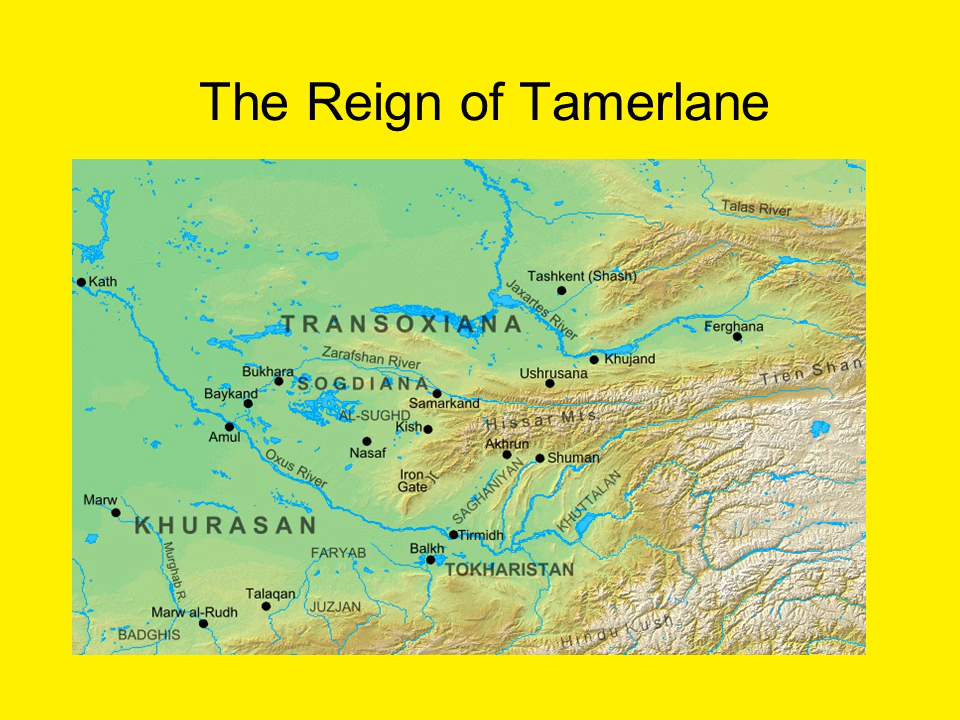 The Reign of Tamerlane
Talas River
Kath
Tashkent (Shash)
Jaxartes River
TRANSOXIANA
Ferghana
Zarafshan River
Khujand
Bukhara
SOGDIANA
Ushrusana
Tien Shan
Baykand
Samarkand
AL-SUGHD
Hissar Mts
Kish
Amul
Akhrun
Nasaf
Shuman
Oxus River
Iron
Gate
SAGHANIYAN
KHUTTALAN
Marw
KHURASAN
Tirmidh
Murghab R.
FARYAB
Balkh
TOKHARISTAN
Talaqan
JUZJAN
Marw al-Rudh
BADGHIS
Hindu Kush